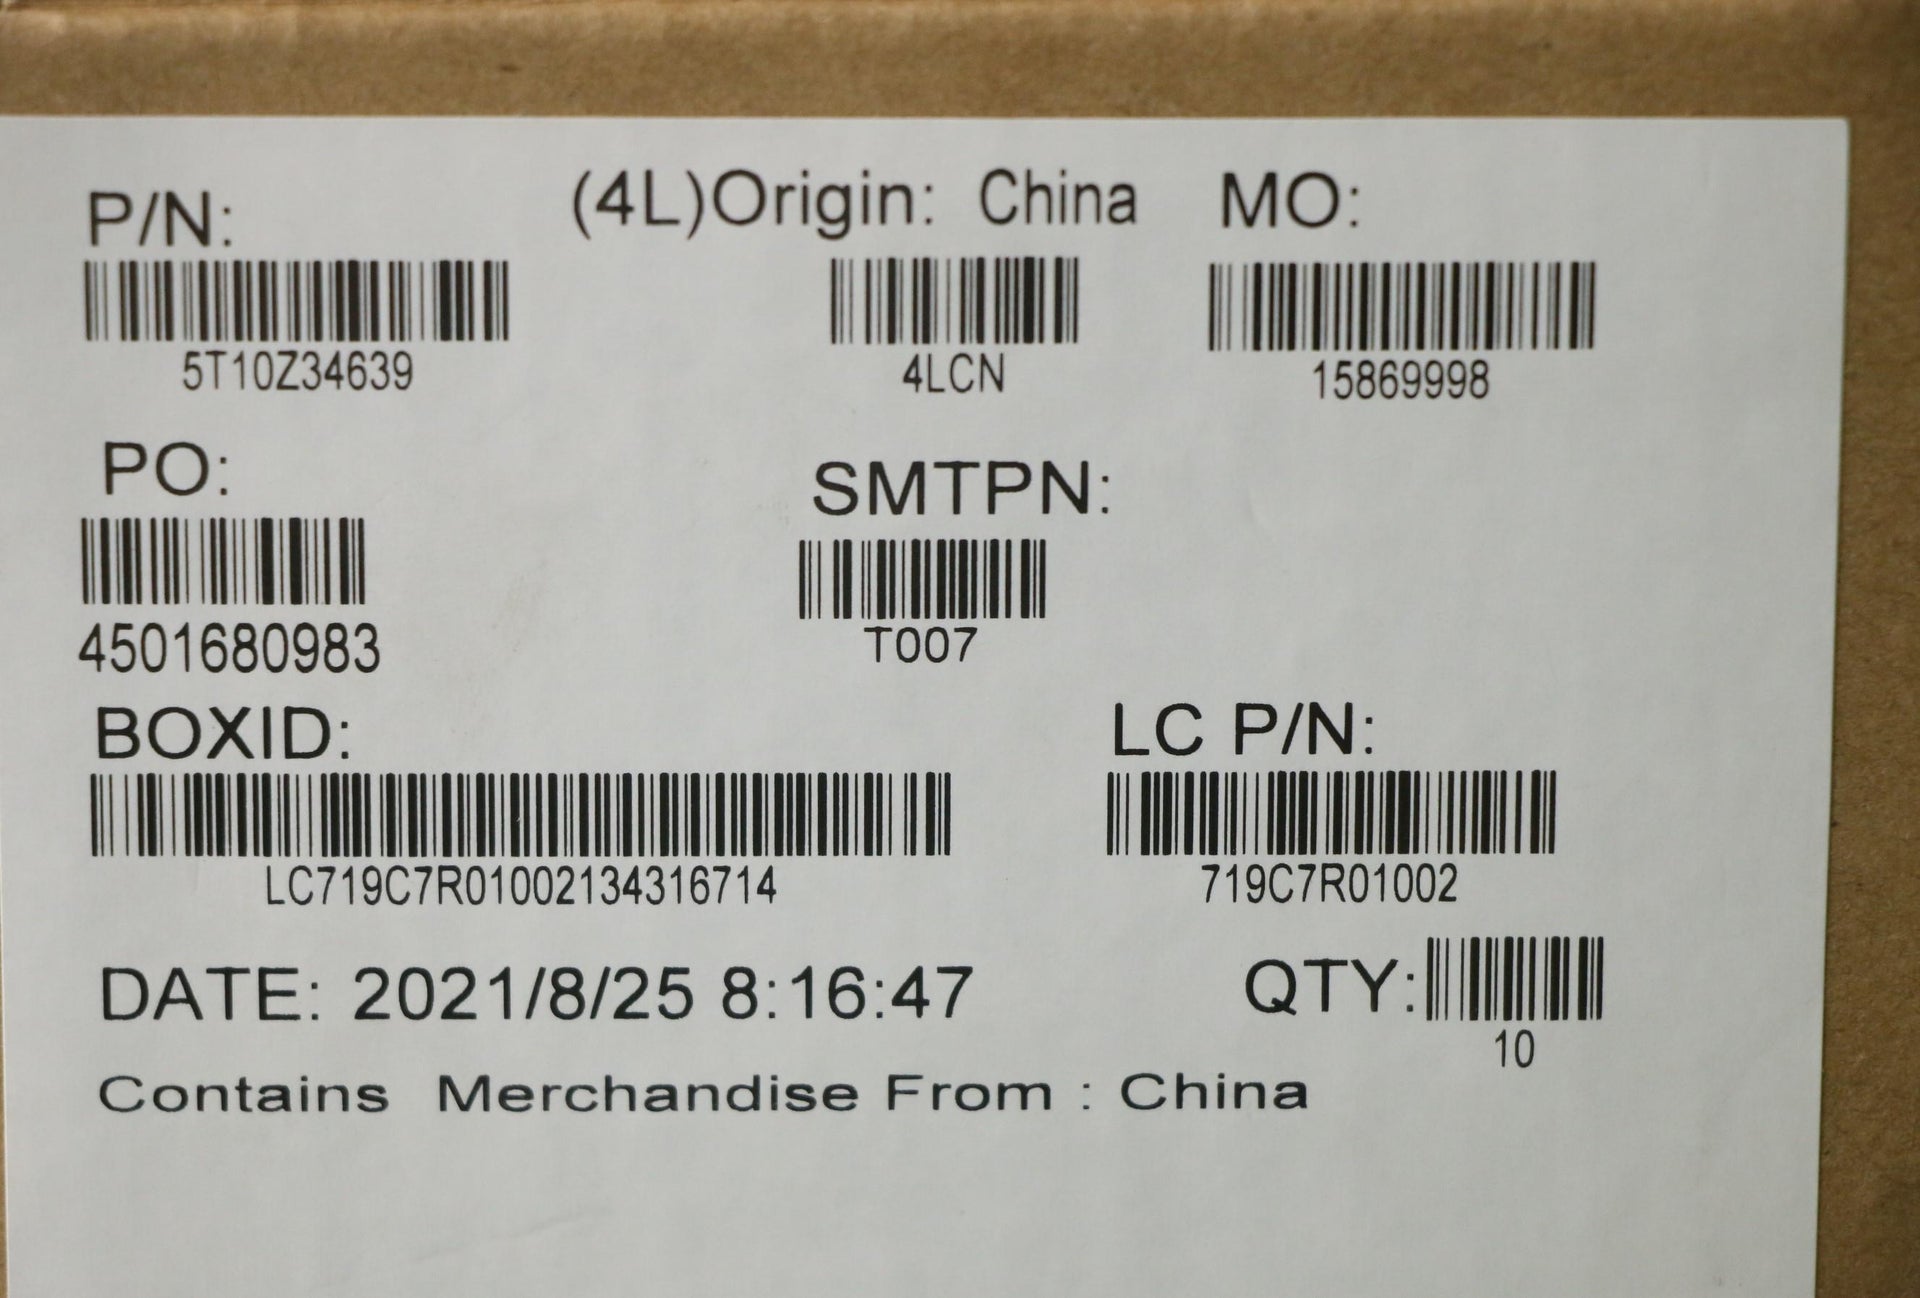 P/N: (4L)Origin: China MO:
5T10Z34639 4LCN 15869998
PO: SMTPN:
4501680983 T007
BOXID: LC P/N:
LC719C7R01002134316714 719C7R01002
DATE: 2021/8/25 8:16:47 QTY:
10
Contains Merchandise From : China